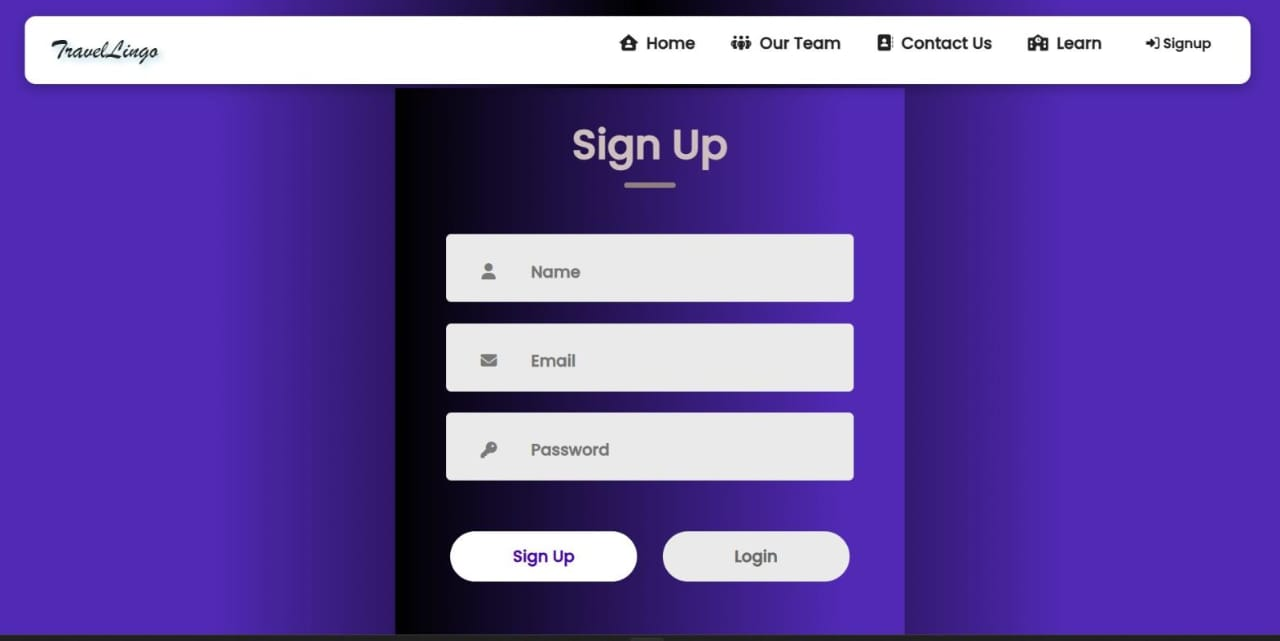 TravelLingo
Home Our Team Contact Us Learn Signup
Sign Up
Name
Email
Password
Sign Up Login